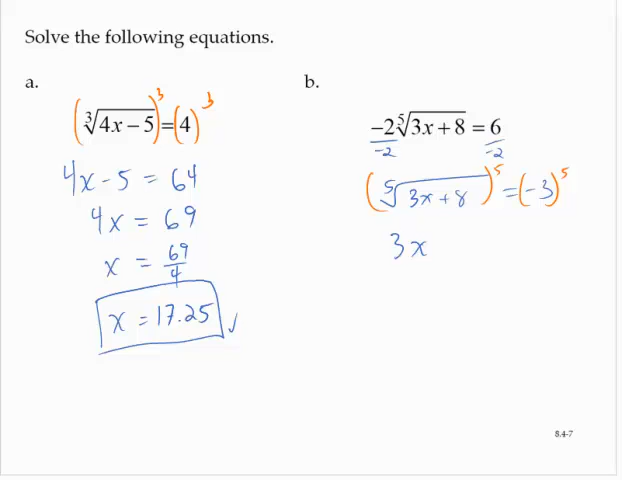 Solve the following equations.
a.
(∛(4x − 5))³ = (4)³
4x - 5 = 64
4x = 69
x = 69/4
x = 17.25 ✓
b.
-2⁵√(3x + 8) = 6
-2 -2
(⁵√(3x + 8))⁵ = (-3)⁵
3x
8.4-7